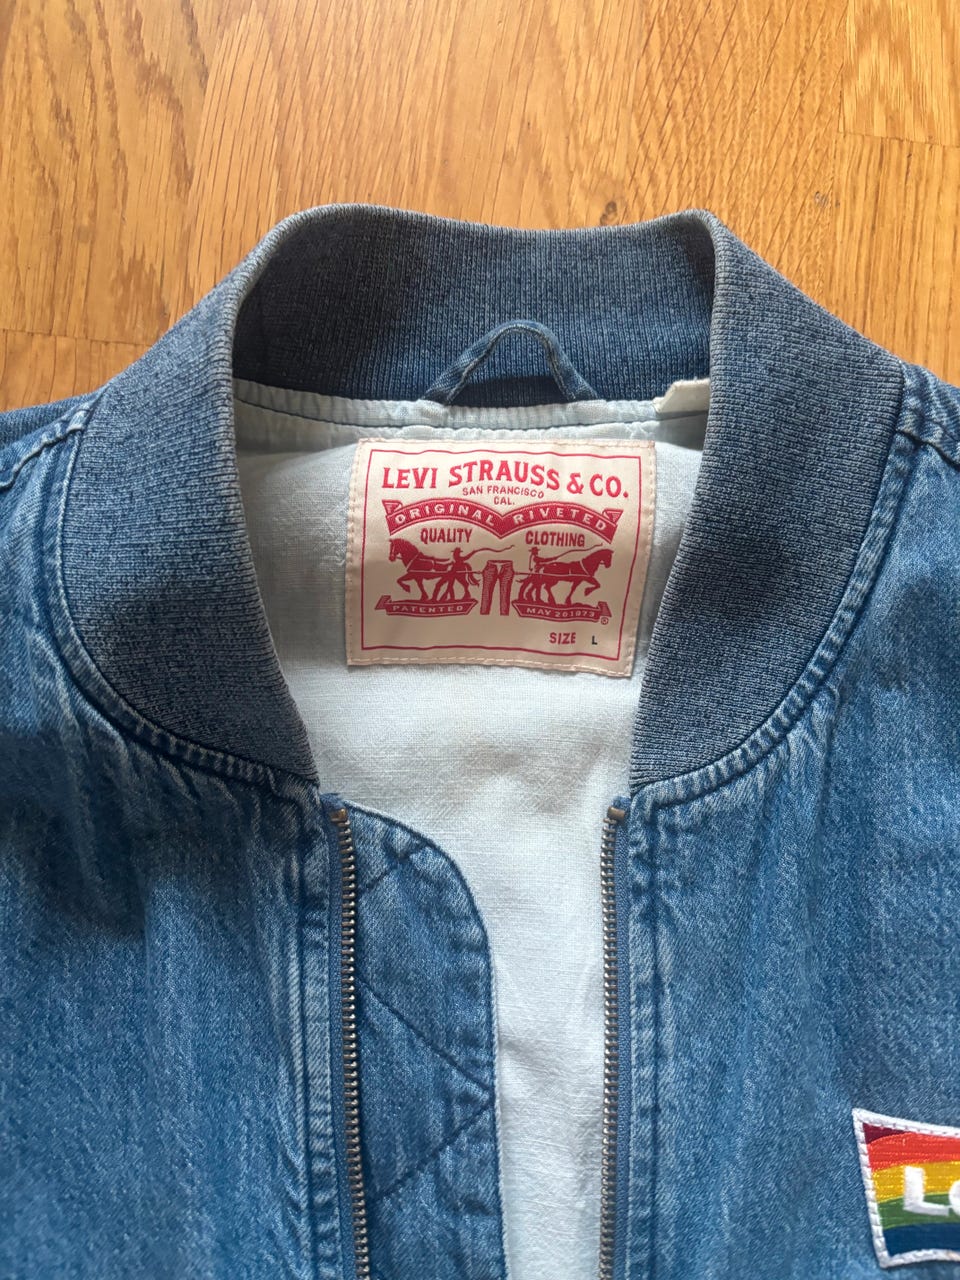 LEVI STRAUSS & CO.
SAN FRANCISCO
CAL.
ORIGINAL RIVETED
QUALITY CLOTHING
PATENTED MAY 20 1873 ®
SIZE L